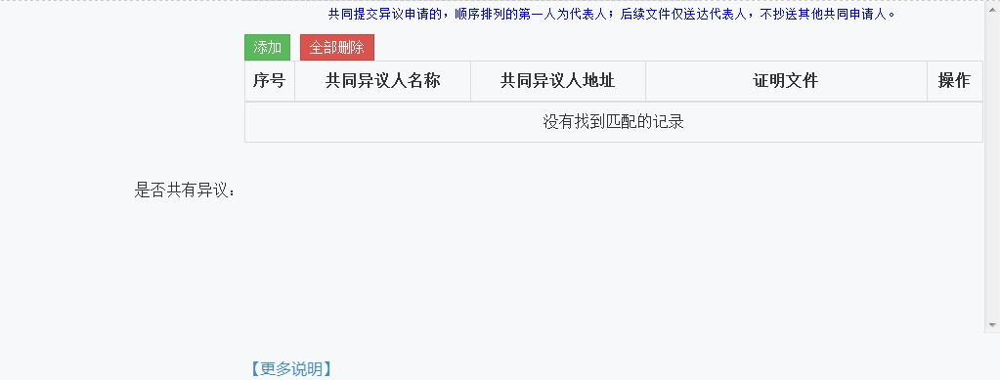 共同提交异议申请的，顺序排列的第一人为代表人；后续文件仅送达代表人，不抄送其他共同申请人。
添加 全部删除
序号 共同异议人名称 共同异议人地址 证明文件 操作
没有找到匹配的记录
是否共有异议：
【更多说明】